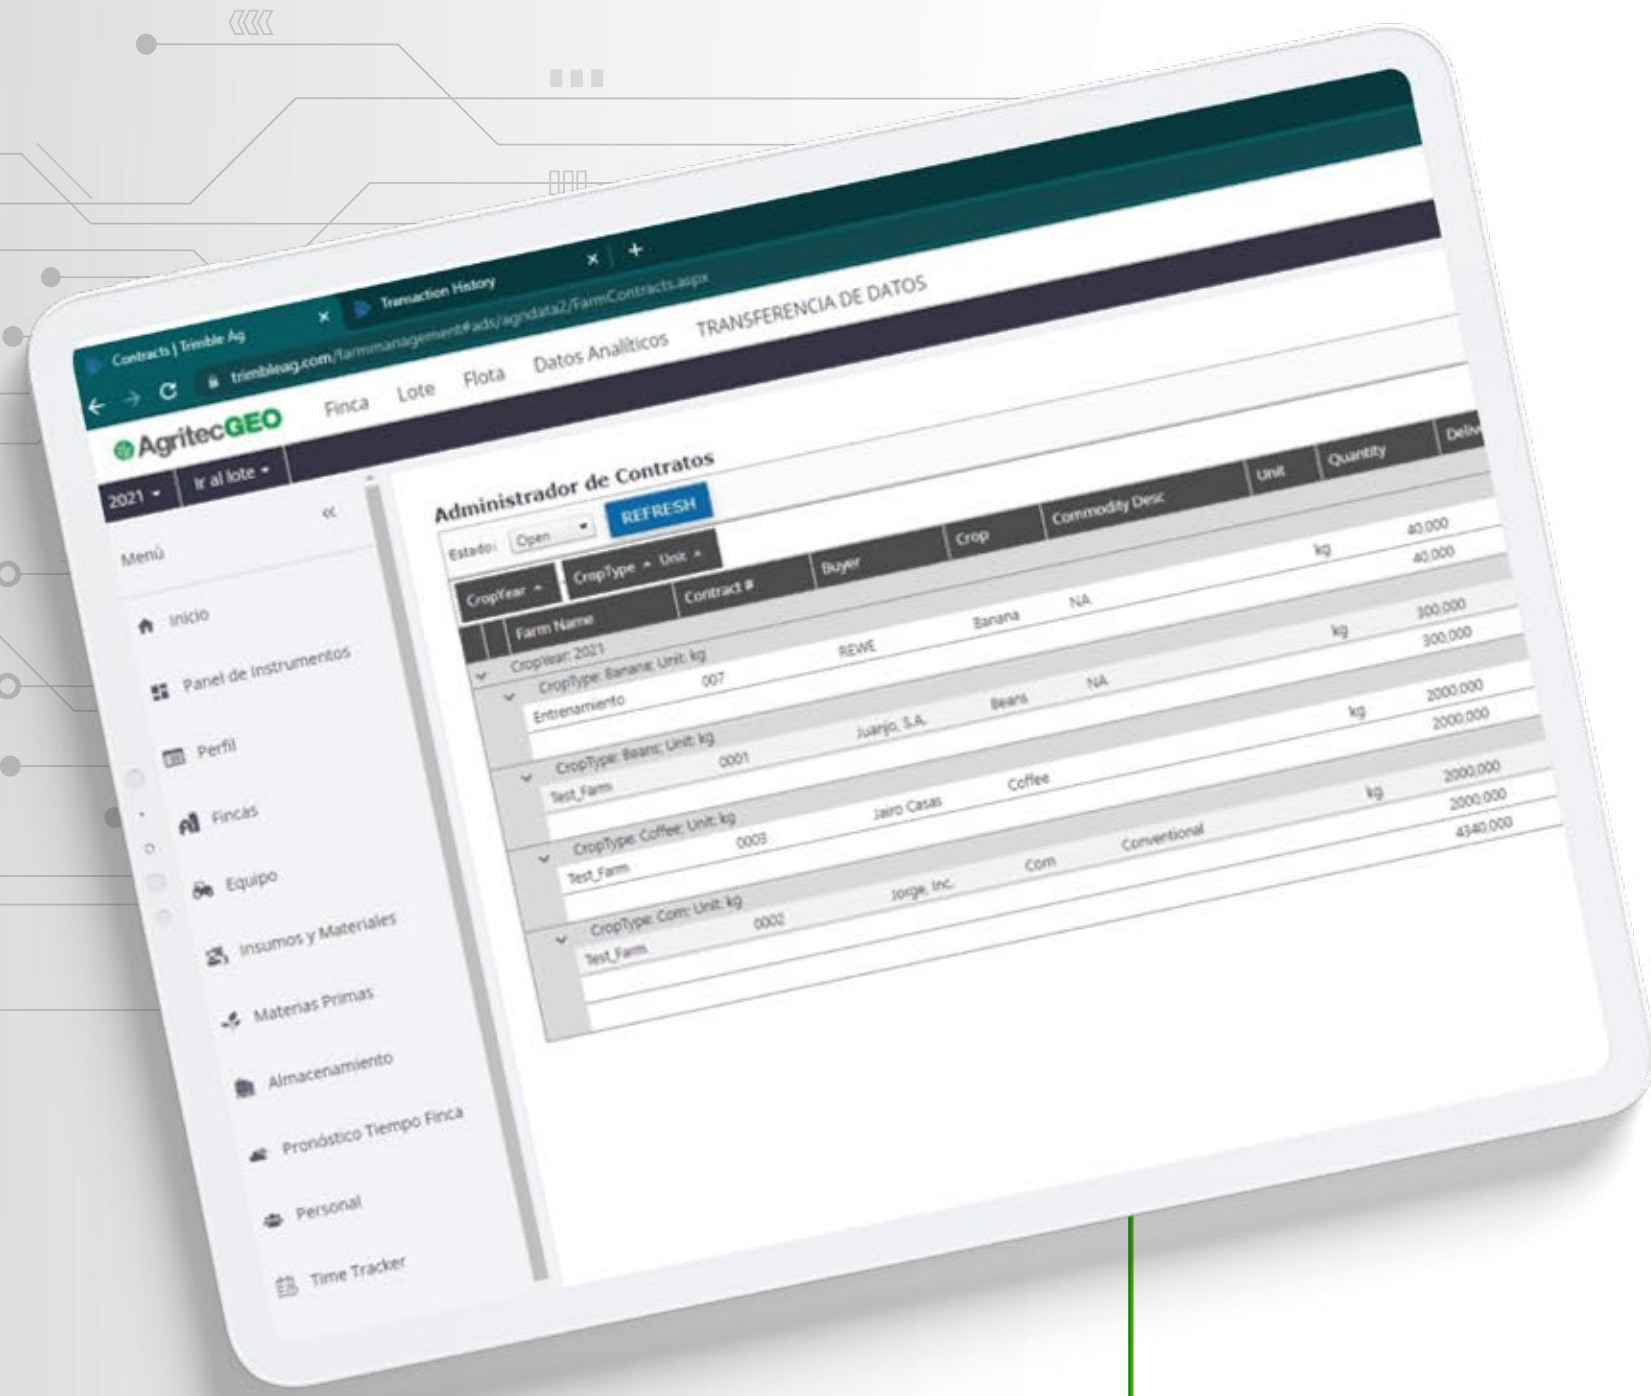 Contracts | Trimble Ag × Transaction History × +
trimbleag.com/farmmanagement#ads/agridata2/FarmContracts.aspx
AgritecGEO Finca Lote Flota Datos Analíticos TRANSFERENCIA DE DATOS
2021 Ir al lote
Menú «
Inicio
Panel de Instrumentos
Perfil
Fincas
Equipo
Insumos y Materiales
Materias Primas
Almacenamiento
Pronóstico Tiempo Finca
Personal
Time Tracker
Administrador de Contratos
Estado: Open REFRESH
CropYear CropType Unit
Farm Name Contract # Buyer Crop Commodity Desc Unit Quantity Deliv
CropYear: 2021
CropType: Banana; Unit: kg
Entrenamiento 007 REWE Banana NA kg 40,000
40,000
CropType: Beans; Unit: kg
Test_Farm 0001 Juanjo, S.A. Beans NA kg 300,000
300,000
CropType: Coffee; Unit: kg
Test_Farm 0003 Jairo Casas Coffee kg 2000,000
2000,000
CropType: Corn; Unit: kg
Test_Farm 0002 Jorge, Inc. Corn Conventional kg 2000,000
2000,000
4340,000